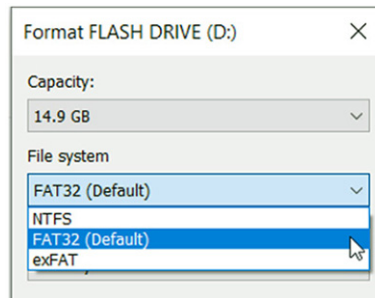 Format FLASH DRIVE (D:)
Capacity:
14.9 GB
File system
FAT32 (Default)
NTFS
FAT32 (Default)
exFAT